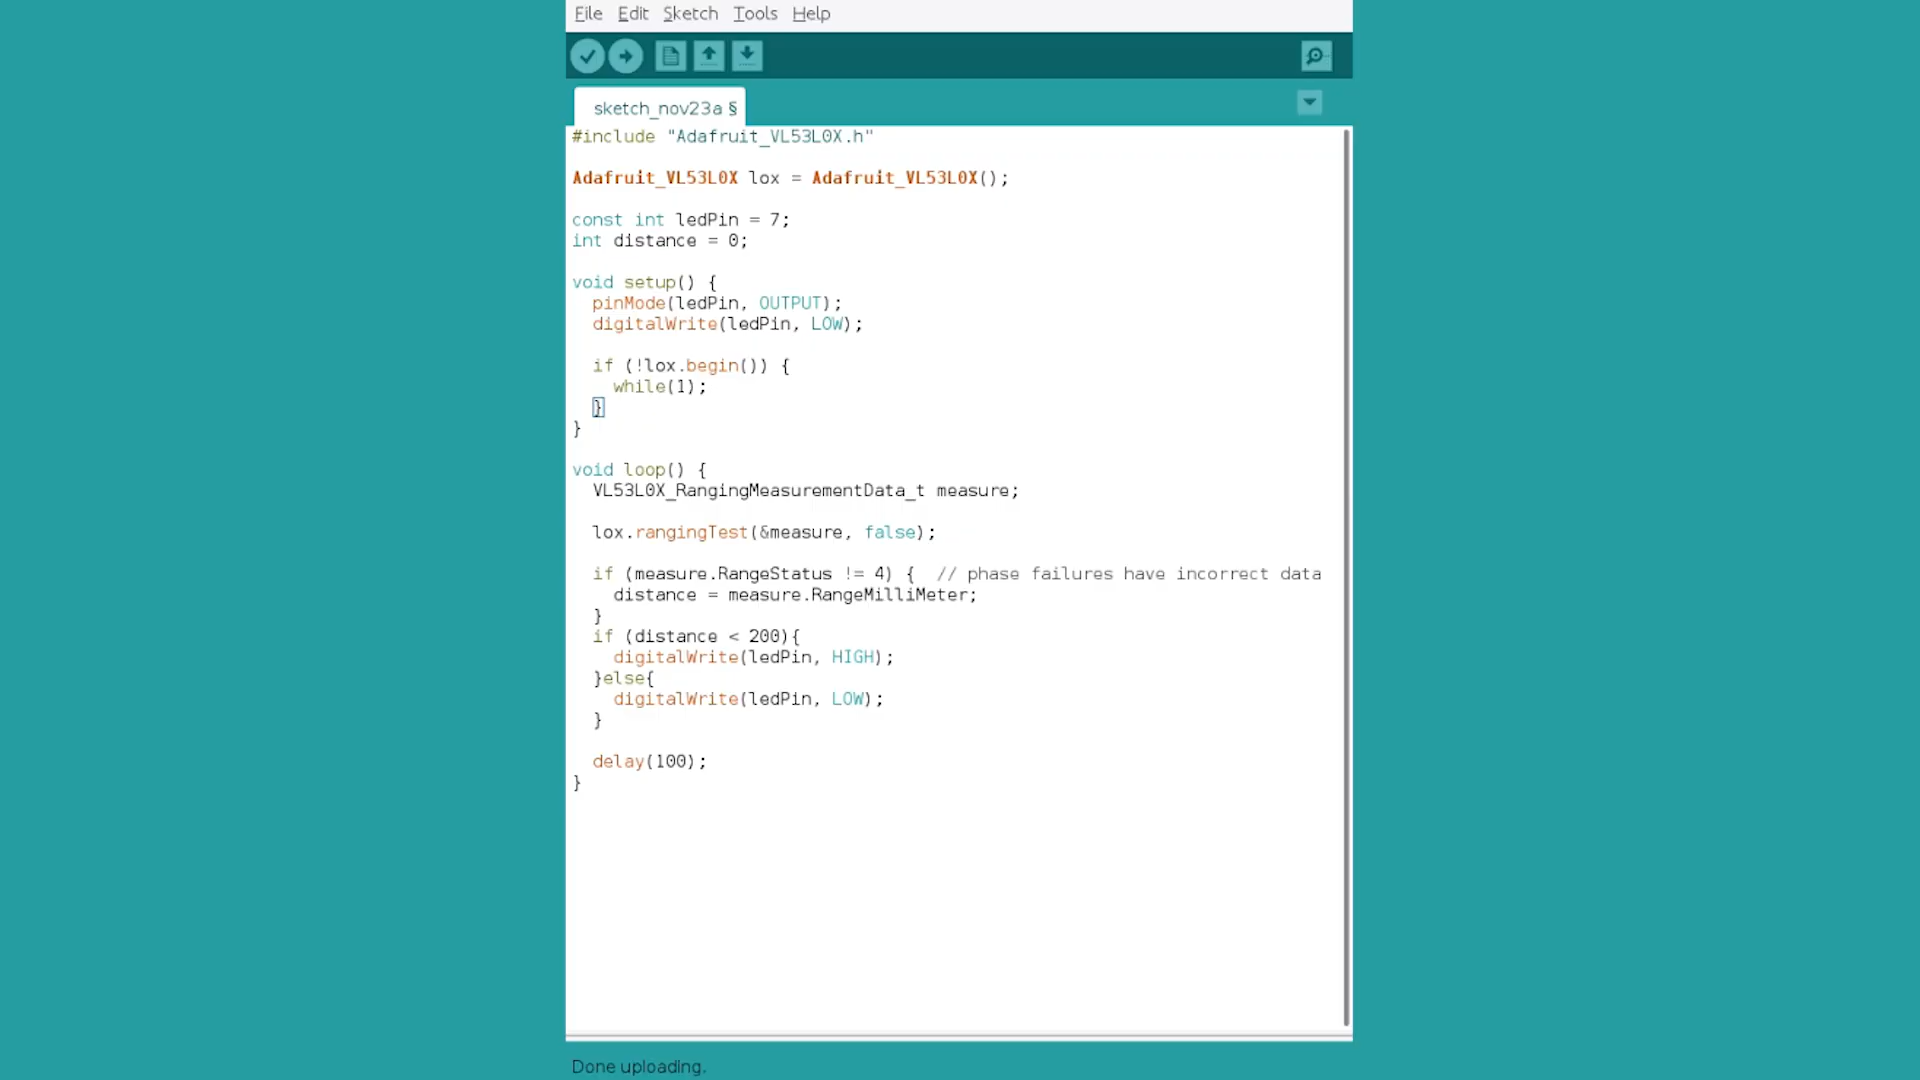 File Edit Sketch Tools Help
sketch_nov23a §
#include "Adafruit_VL53L0X.h"
Adafruit_VL53L0X lox = Adafruit_VL53L0X();
const int ledPin = 7;
int distance = 0;
void setup() {
  pinMode(ledPin, OUTPUT);
  digitalWrite(ledPin, LOW);
  if (!lox.begin()) {
    while(1);
  }
}
void loop() {
  VL53L0X_RangingMeasurementData_t measure;
  lox.rangingTest(&measure, false);
  if (measure.RangeStatus != 4) {  // phase failures have incorrect data
    distance = measure.RangeMilliMeter;
  }
  if (distance < 200){
    digitalWrite(ledPin, HIGH);
  }else{
    digitalWrite(ledPin, LOW);
  }
  delay(100);
}
Done uploading.